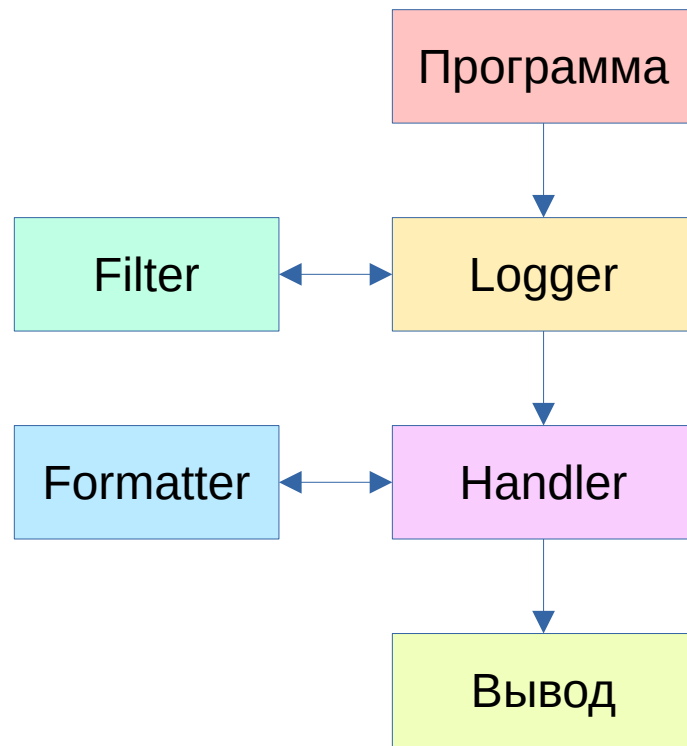 Программа
Filter
Logger
Formatter
Handler
Вывод